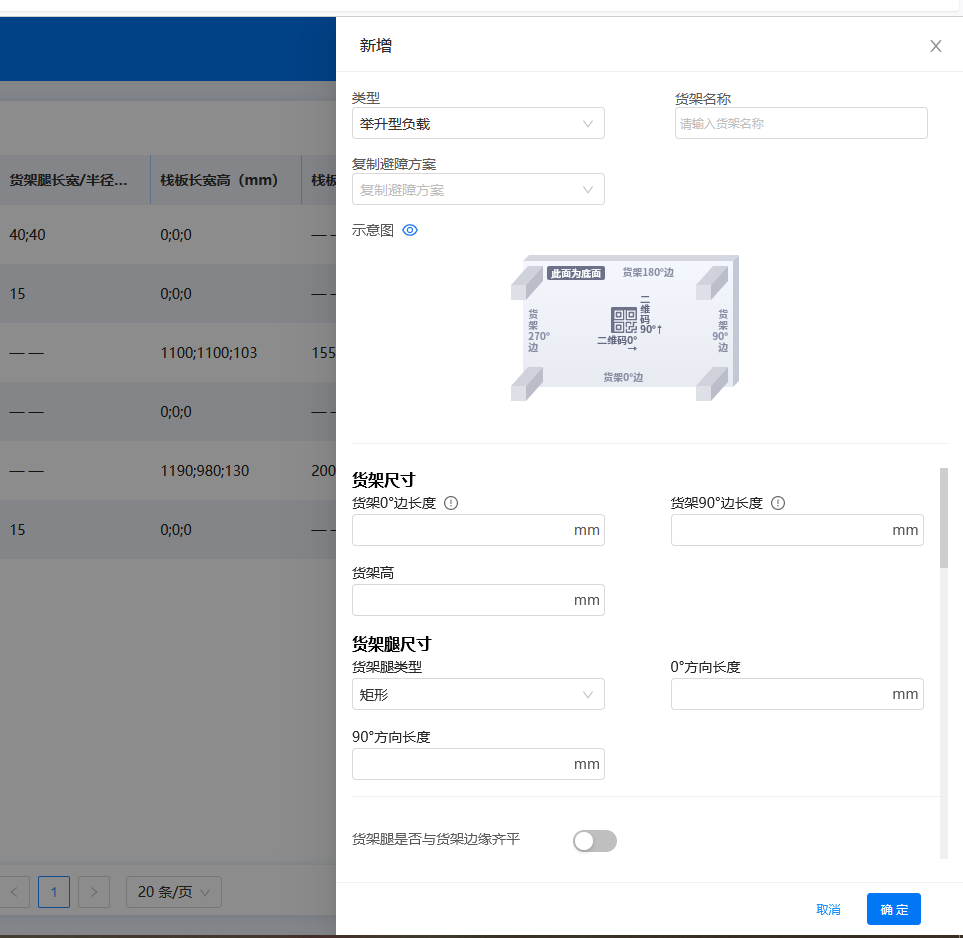 新增
类型
货架名称
举升型负载
请输入货架名称
复制避障方案
复制避障方案
示意图
此面为底面
货架180°边
货架270°边
二维码90°↑
二维码0°→
货架90°边
货架0°边
货架腿长宽/半径...
栈板长宽高（mm）
栈板
40;40
0;0;0
— –
15
0;0;0
— –
— —
1100;1100;103
155
— —
0;0;0
— –
— —
1190;980;130
200
15
0;0;0
— –
<
1
>
20 条/页
货架尺寸
货架0°边长度
货架90°边长度
mm
mm
货架高
mm
货架腿尺寸
货架腿类型
0°方向长度
矩形
mm
90°方向长度
mm
货架腿是否与货架边缘齐平
取消
确 定